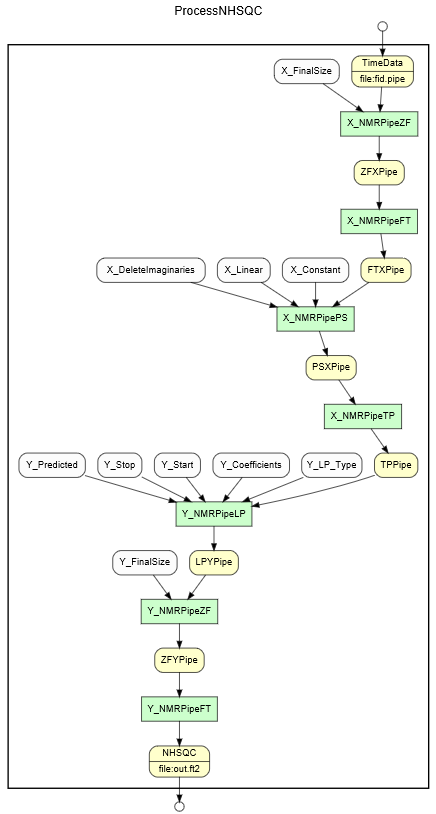 ProcessNHSQC
TimeData
file:fid.pipe
X_FinalSize
X_NMRPipeZF
ZFXPipe
X_NMRPipeFT
X_DeleteImaginaries
X_Linear
X_Constant
FTXPipe
X_NMRPipePS
PSXPipe
X_NMRPipeTP
Y_Predicted
Y_Stop
Y_Start
Y_Coefficients
Y_LP_Type
TPPipe
Y_NMRPipeLP
Y_FinalSize
LPYPipe
Y_NMRPipeZF
ZFYPipe
Y_NMRPipeFT
NHSQC
file:out.ft2